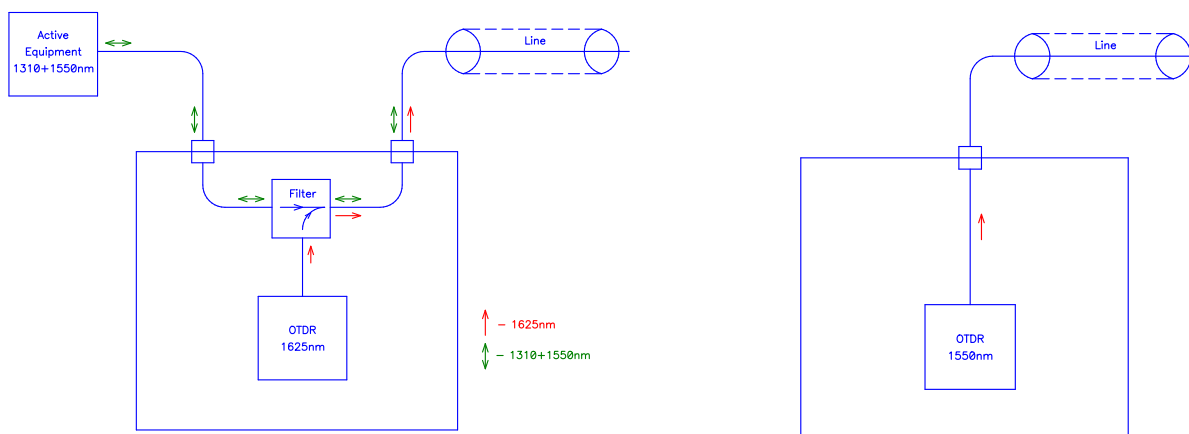 Active
Equipment
1310+1550nm
Line
Filter
OTDR
1625nm
– 1625nm
– 1310+1550nm
Line
OTDR
1550nm